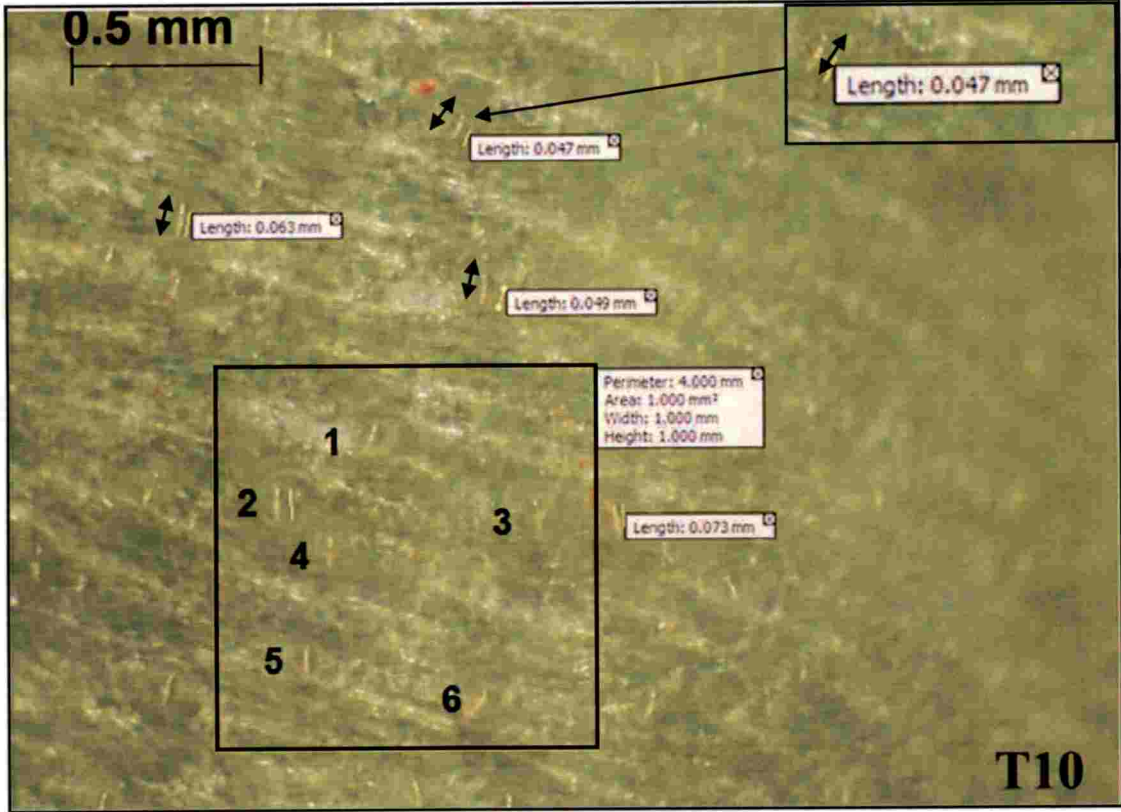 0.5 mm
Length: 0.047 mm
Length: 0.047 mm
Length: 0.063 mm
Length: 0.049 mm
Perimeter: 4.000 mm
Area: 1.000 mm²
Width: 1.000 mm
Height: 1.000 mm
1
2
3
4
5
6
Length: 0.073 mm
T10